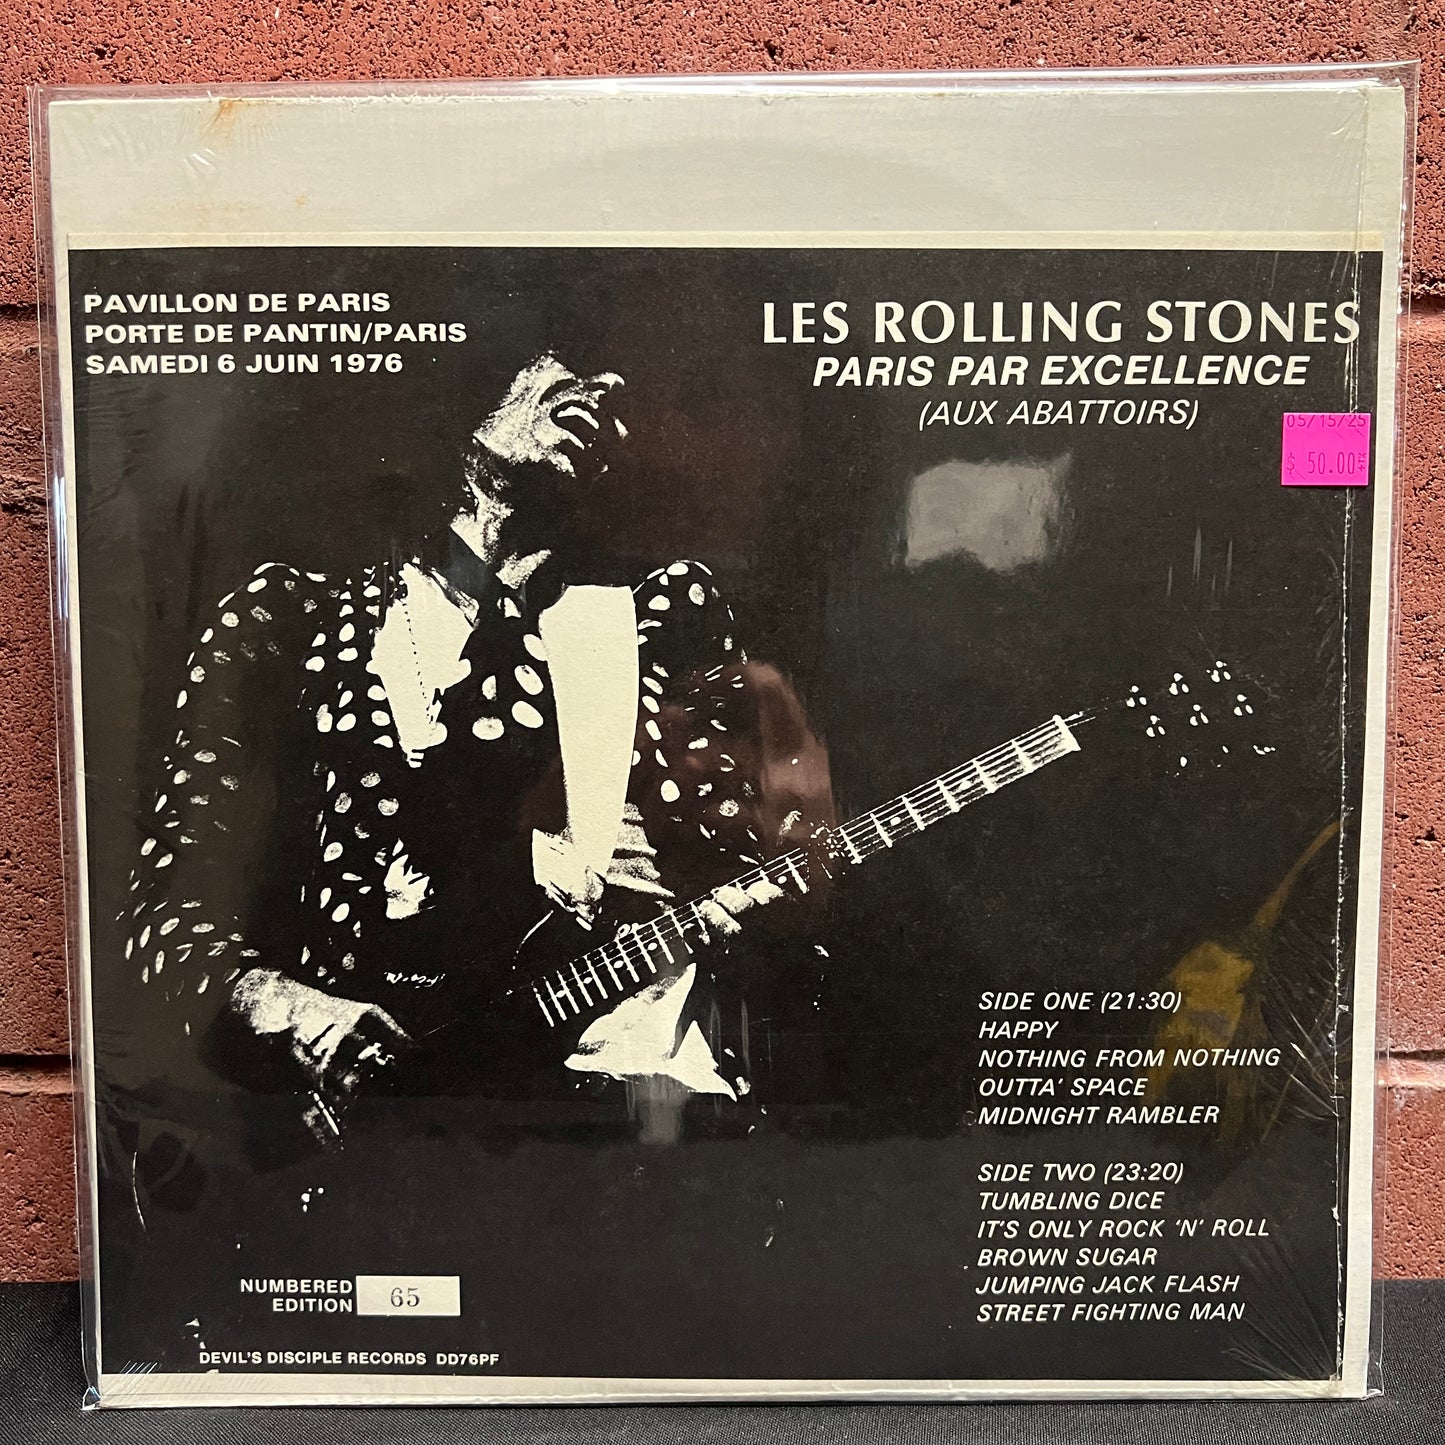 PAVILLON DE PARIS
PORTE DE PANTIN/PARIS
SAMEDI 6 JUIN 1976
LES ROLLING STONES
PARIS PAR EXCELLENCE
(AUX ABATTOIRS)
05/15/25
$ 50.00 +TX
SIDE ONE (21:30)
HAPPY
NOTHING FROM NOTHING
OUTTA' SPACE
MIDNIGHT RAMBLER
SIDE TWO (23:20)
TUMBLING DICE
IT'S ONLY ROCK 'N' ROLL
BROWN SUGAR
JUMPING JACK FLASH
STREET FIGHTING MAN
NUMBERED
EDITION 65
DEVIL'S DISCIPLE RECORDS DD76PF